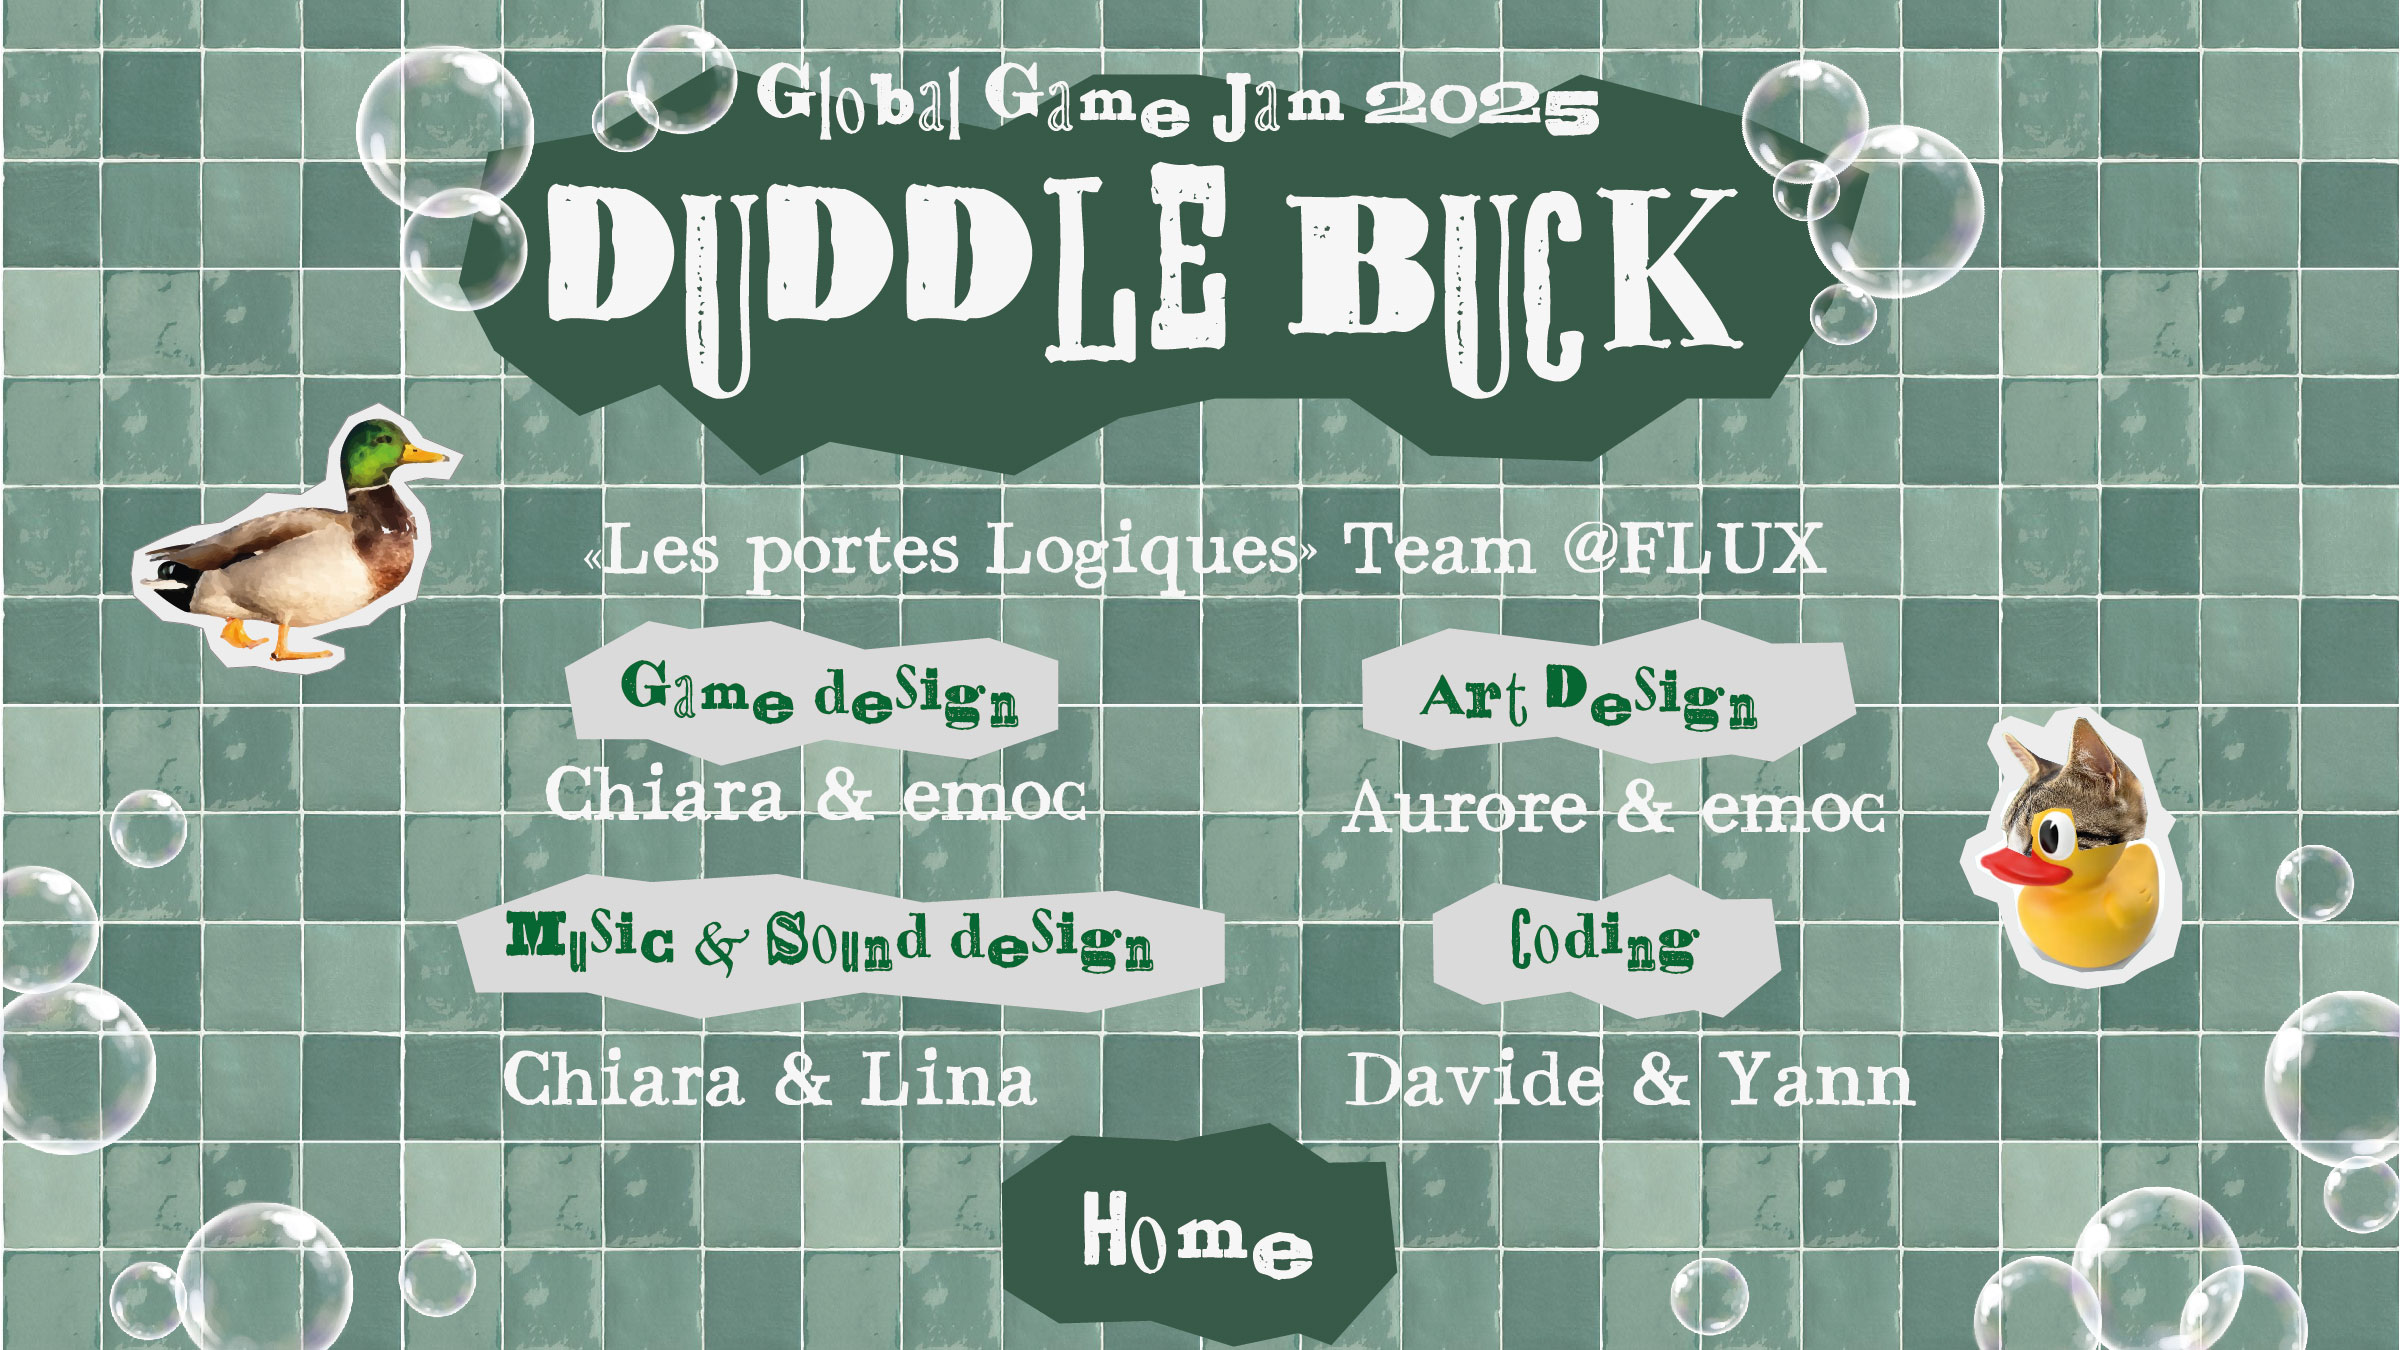 Global Game Jam 2025
DUDDLE BUCK
«Les portes Logiques» Team @FLUX
Game design
Art Design
Chiara & emoc
Aurore & emoc
Music & Sound design
Coding
Chiara & Lina
Davide & Yann
Home